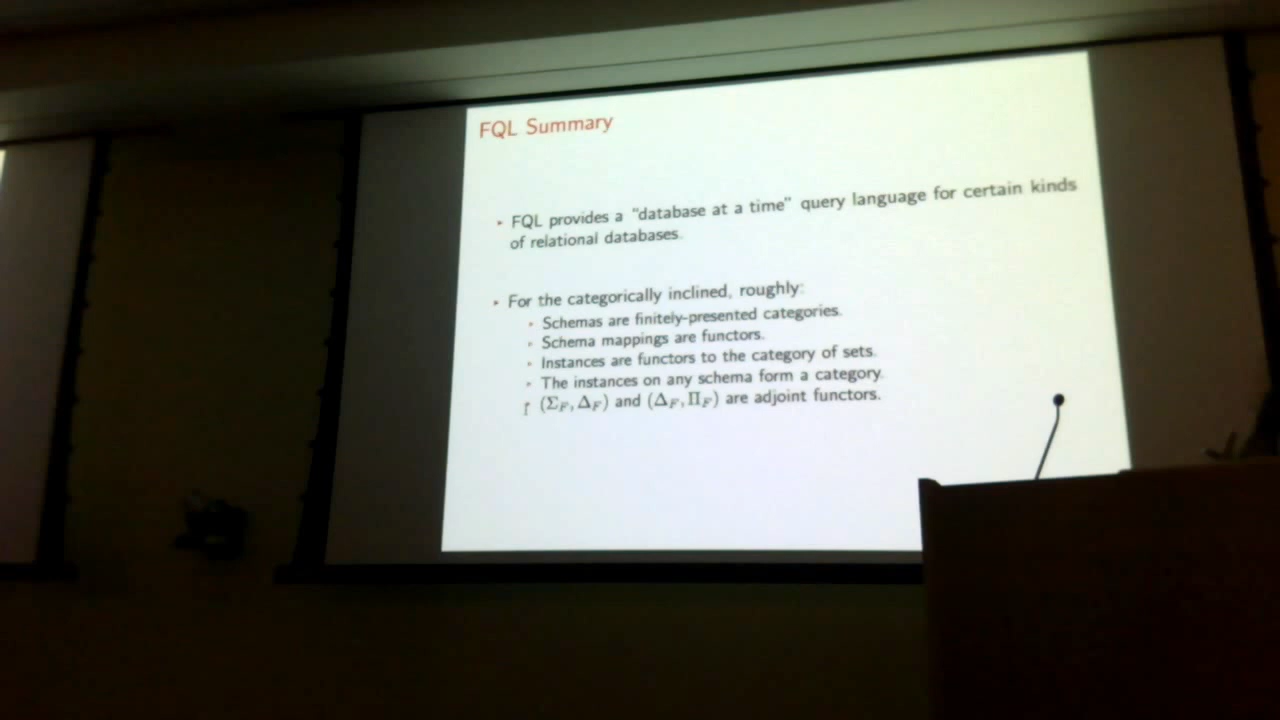 FQL Summary
FQL provides a “database at a time” query language for certain kinds
of relational databases.
For the categorically inclined, roughly:
Schemas are finitely-presented categories.
Schema mappings are functors.
Instances are functors to the category of sets.
The instances on any schema form a category.
(Σ_F, Δ_F) and (Δ_F, Π_F) are adjoint functors.